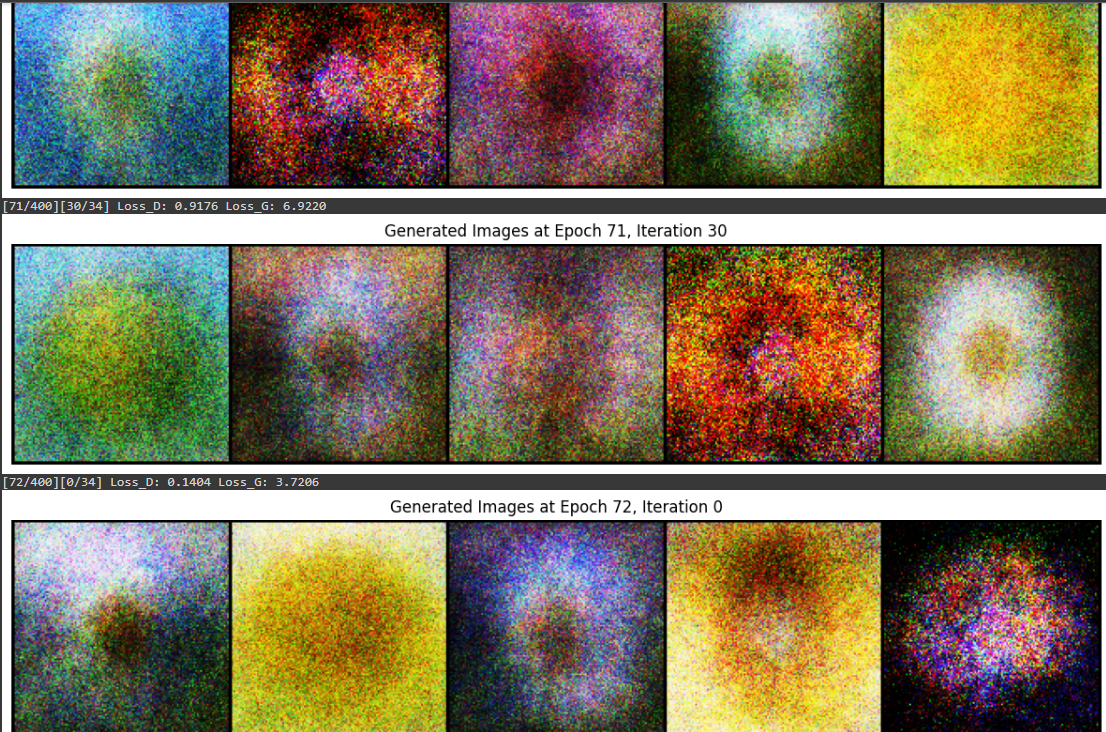 [71/400][30/34] Loss_D: 0.9176 Loss_G: 6.9220
Generated Images at Epoch 71, Iteration 30
[72/400][0/34] Loss_D: 0.1404 Loss_G: 3.7206
Generated Images at Epoch 72, Iteration 0